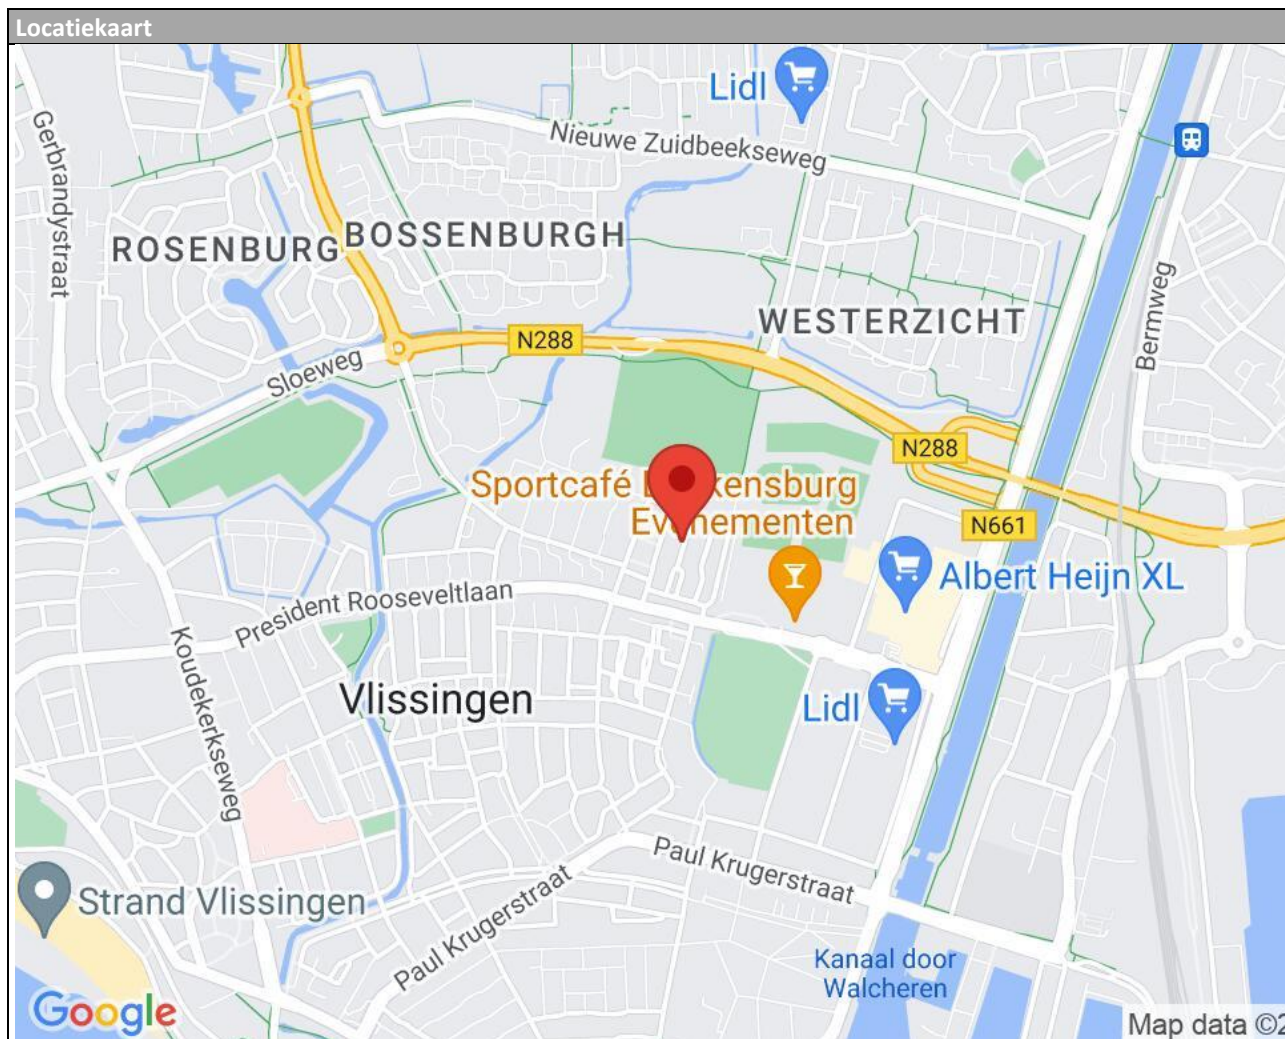 Locatiekaart
Lidl
Nieuwe Zuidbeekseweg
Gerbrandystraat
ROSENBURG
BOSSENBURGH
WESTERZICHT
Bermweg
N288
Sloeweg
N288
Sportcafé
kensburg
Evenementen
N661
Albert Heijn XL
President Rooseveltlaan
Koudekerkseweg
Vlissingen
Lidl
Paul Krugerstraat
Paul Krugerstraat
Strand Vlissingen
Kanaal door
Walcheren
Google
Map data ©2